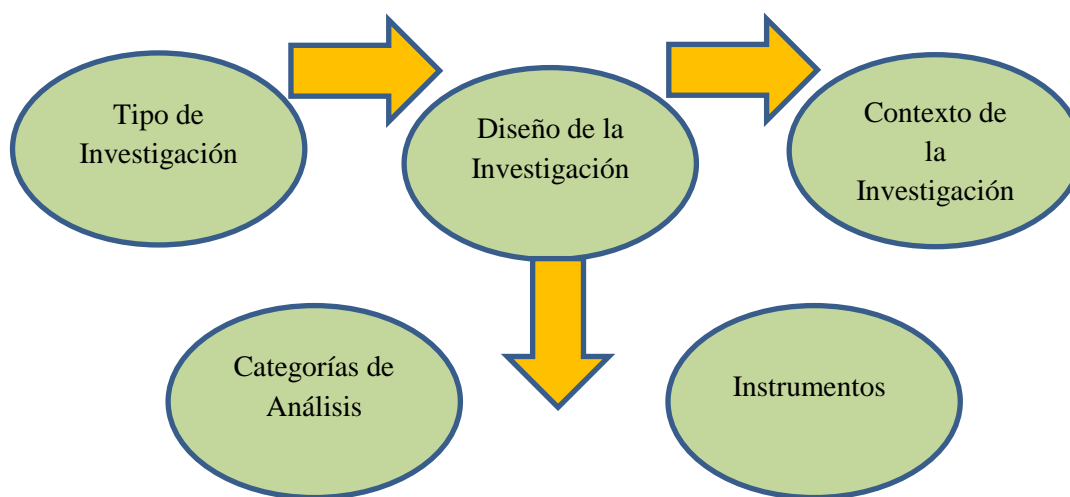 Tipo de
Investigación
Diseño de la
Investigación
Contexto de
la
Investigación
Categorías de
Análisis
Instrumentos